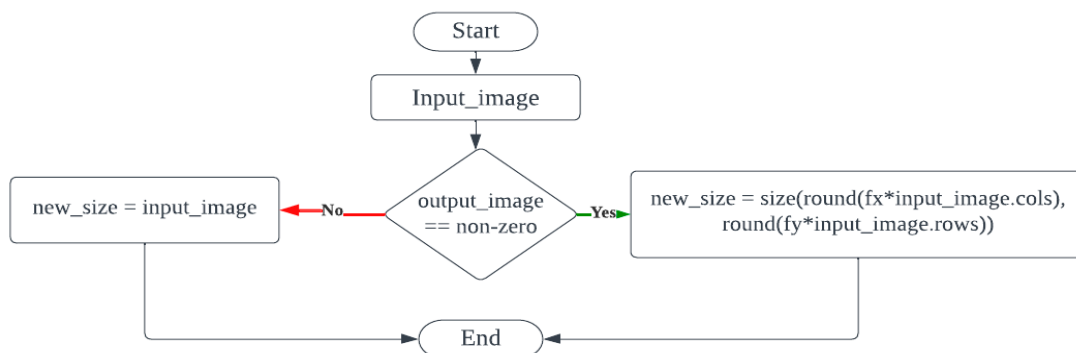 Start
Input_image
output_image
== non-zero
No
Yes
new_size = input_image
new_size = size(round(fx*input_image.cols),
round(fy*input_image.rows))
End